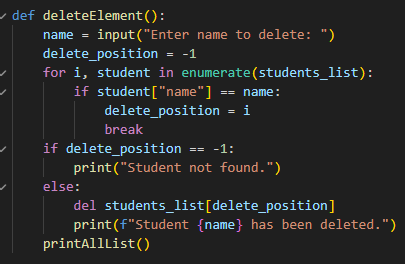 def deleteElement():
    name = input("Enter name to delete: ")
    delete_position = -1
    for i, student in enumerate(students_list):
        if student["name"] == name:
            delete_position = i
            break
    if delete_position == -1:
        print("Student not found.")
    else:
        del students_list[delete_position]
        print(f"Student {name} has been deleted.")
    printAllList()